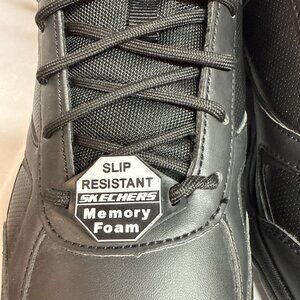 SLIP
RESISTANT
SKECHERS
Memory
Foam